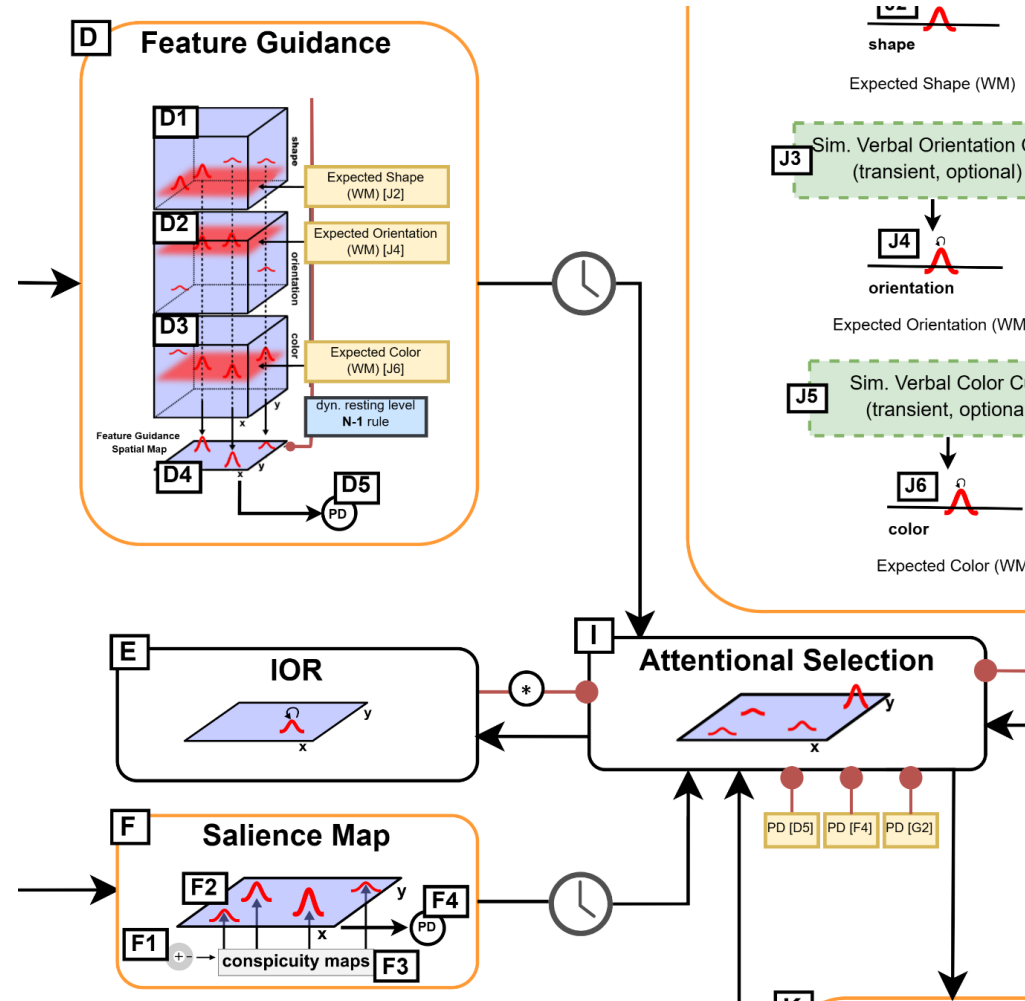 D
Feature Guidance
D1
shape
Expected Shape
(WM) [J2]
D2
orientation
Expected Orientation
(WM) [J4]
D3
color
Expected Color
(WM) [J6]
y
x
dyn. resting level
N-1 rule
Feature Guidance
Spatial Map
D4
x
y
D5
PD
J2
shape
Expected Shape (WM)
J3
Sim. Verbal Orientation
(transient, optional)
J4
orientation
Expected Orientation (WM
J5
Sim. Verbal Color
(transient, optiona
J6
color
Expected Color (WM
E
IOR
y
x
*
I
Attentional Selection
y
x
PD [D5]
PD [F4]
PD [G2]
F
Salience Map
F2
y
x
F4
PD
F1
+-
conspicuity maps
F3